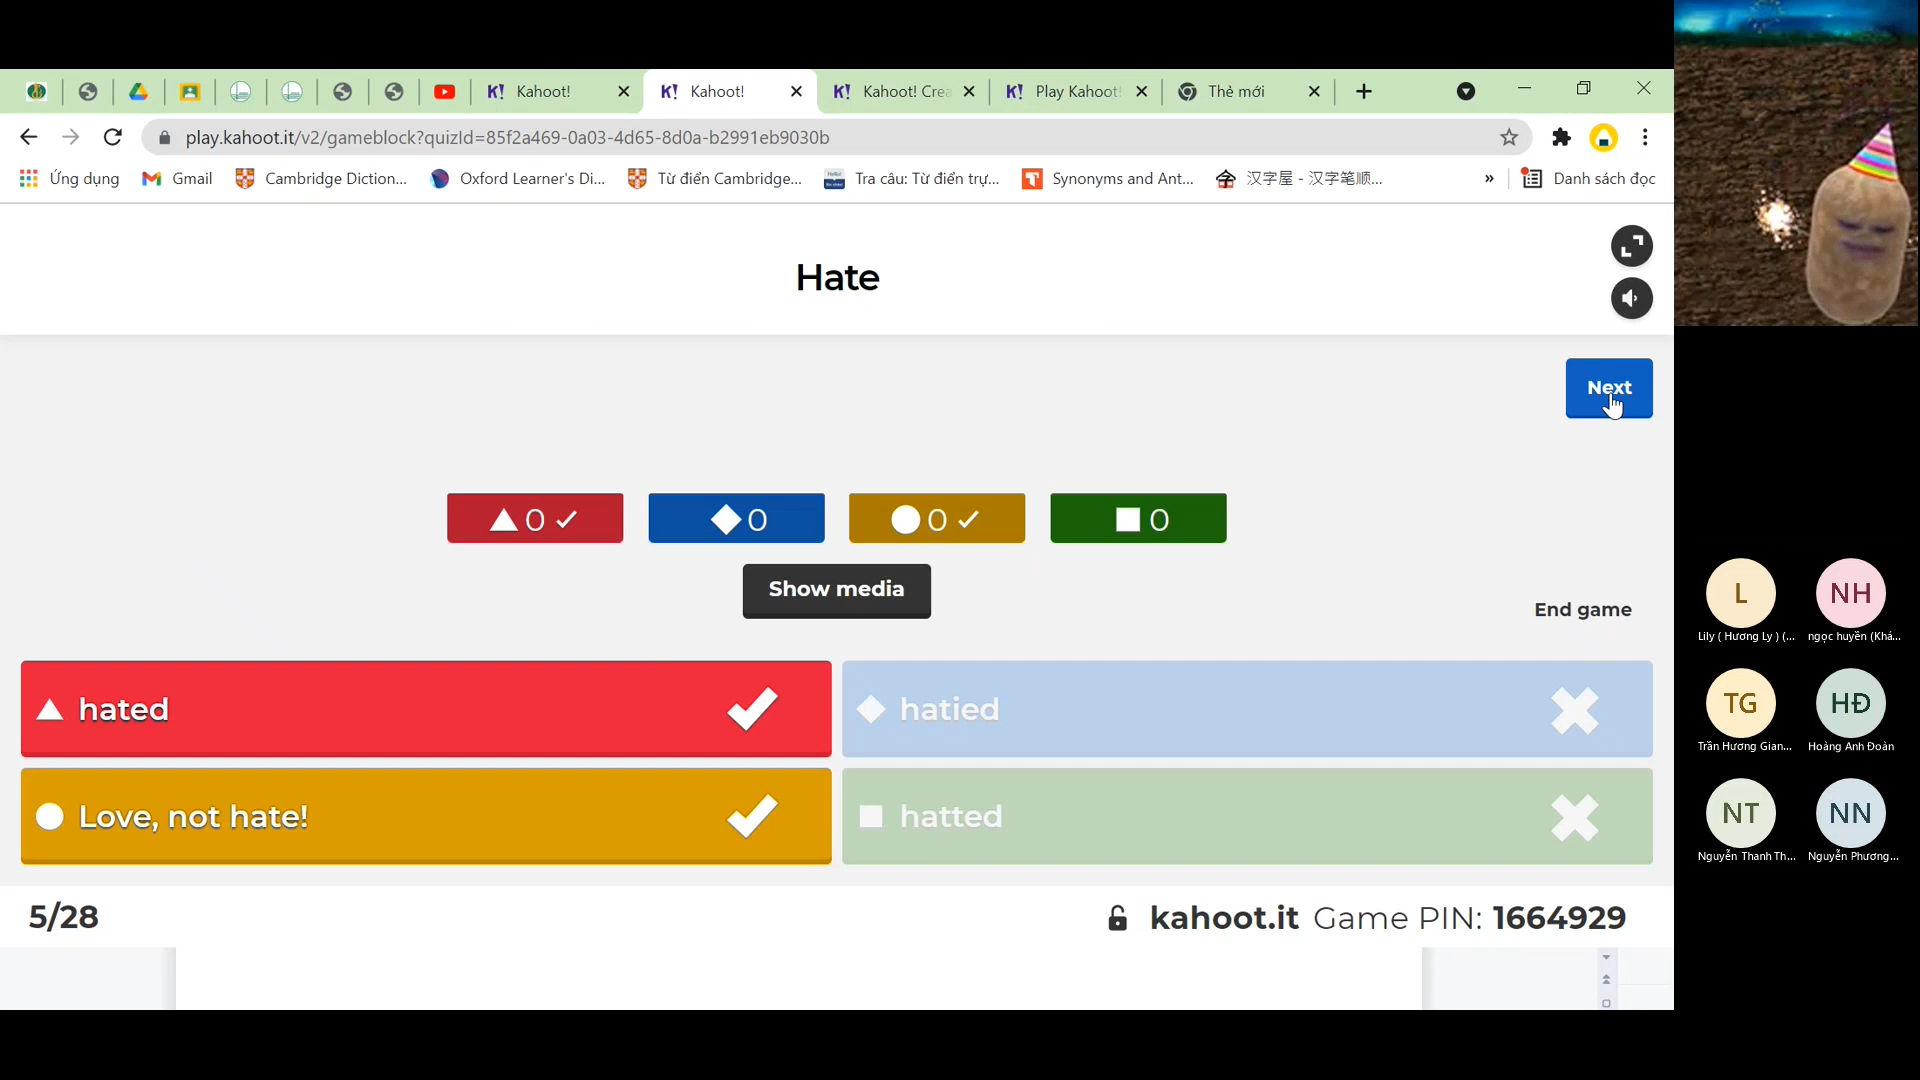 Kahoot!
Kahoot!
Kahoot! Crea
Play Kahoot!
Thẻ mới
play.kahoot.it/v2/gameblock?quizId=85f2a469-0a03-4d65-8d0a-b2991eb9030b
Ứng dụng
Gmail
Cambridge Diction...
Oxford Learner's Di...
Từ điển Cambridge...
Tra câu: Từ điển trự...
Synonyms and Ant...
汉字屋 - 汉字笔顺...
»
Danh sách đọc
Hate
Next
0
0
0
0
Show media
End game
hated
hatied
Love, not hate!
hatted
5/28
kahoot.it Game PIN: 1664929
L
NH
Lily ( Hương Ly ) (...
ngọc huyền (Khá...
TG
HĐ
Trần Hương Gian...
Hoàng Anh Đoàn
NT
NN
Nguyễn Thanh Th...
Nguyễn Phương...